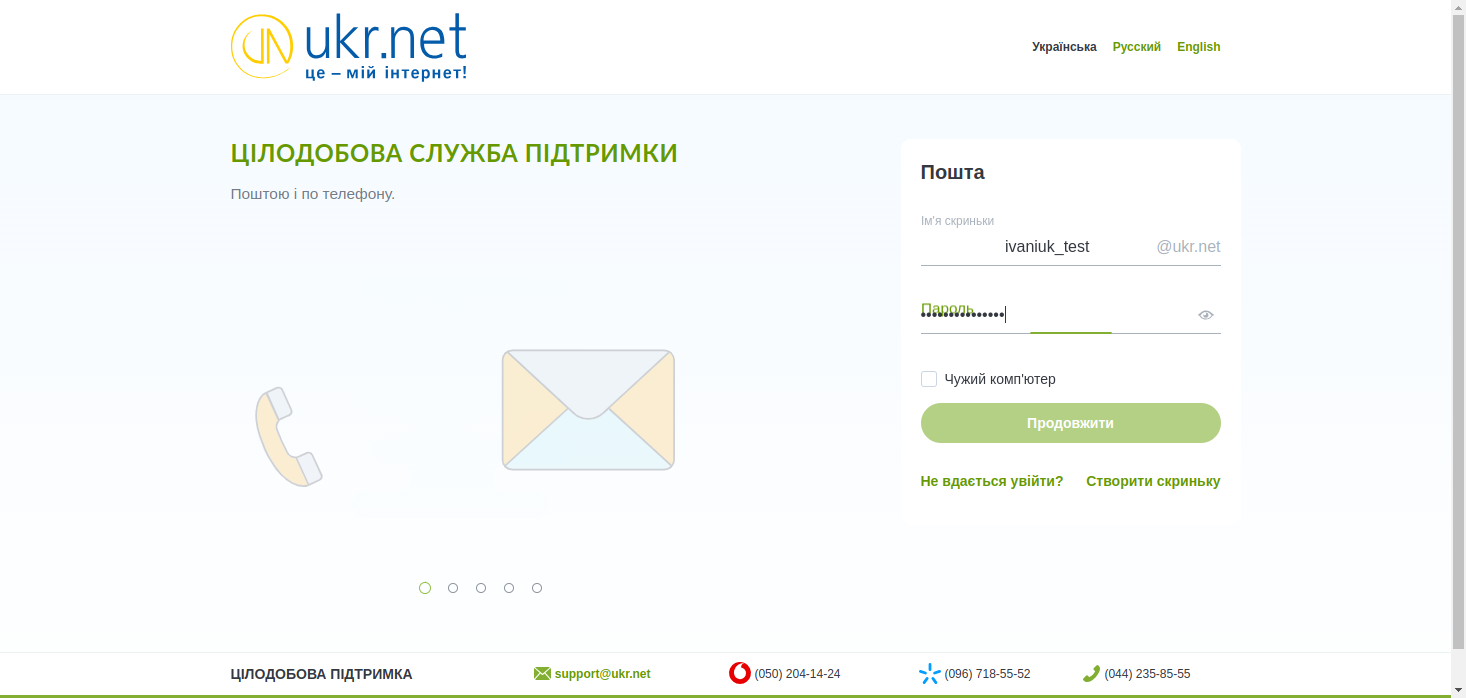 ukr.net
це – мій інтернет!
Українська Русский English
ЦІЛОДОБОВА СЛУЖБА ПІДТРИМКИ
Поштою і по телефону.
Пошта
Ім'я скриньки
ivaniuk_test @ukr.net
Пароль
•••••••••••••••
Чужий комп'ютер
Продовжити
Не вдається увійти? Створити скриньку
ЦІЛОДОБОВА ПІДТРИМКА support@ukr.net (050) 204-14-24 (096) 718-55-52 (044) 235-85-55